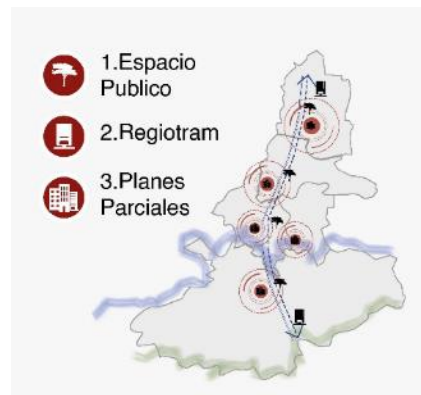 1.Espacio
Publico
2.Regiotram
3.Planes
Parciales